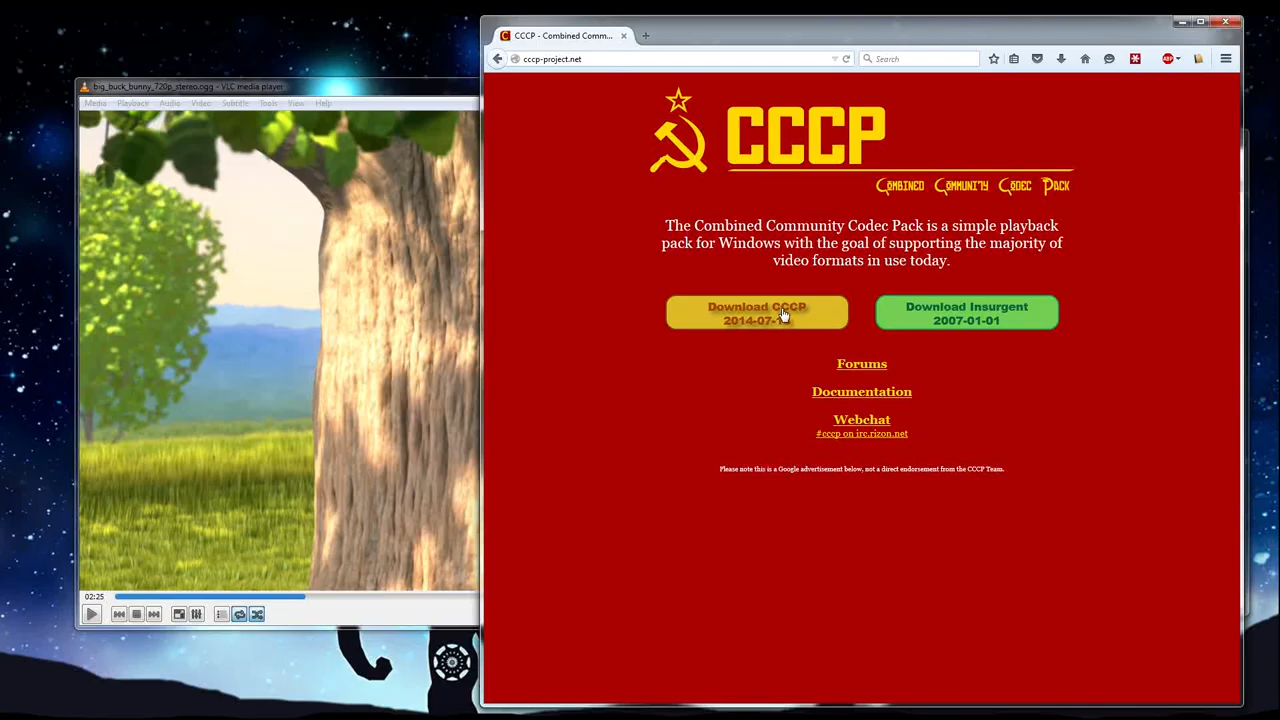 CCCP - Combined Comm...
cccp-project.net
Search
ABP
big_buck_bunny_720p_stereo.ogg - VLC media player
Media Playback Audio Video Subtitle Tools View Help
CCCP
Combined Community Codec Pack
The Combined Community Codec Pack is a simple playback
pack for Windows with the goal of supporting the majority of
video formats in use today.
Download CCCP
2014-07-
Download Insurgent
2007-01-01
Forums
Documentation
Webchat
#cccp on irc.rizon.net
Please note this is a Google advertisement below, not a direct endorsement from the CCCP Team.
02:25